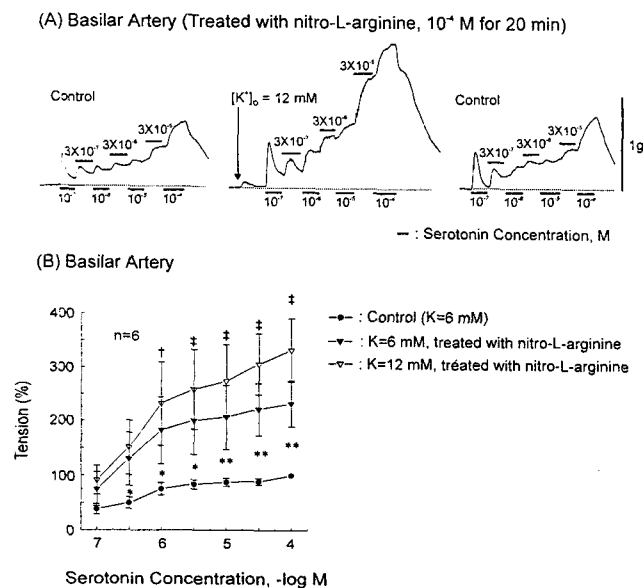 (A) Basilar Artery (Treated with nitro-L-arginine, 10⁻⁴ M for 20 min)
Control
[K⁺]₀ = 12 mM
Control
3X10⁻⁷ 3X10⁻⁶ 3X10⁻⁵
3X10⁻⁷ 3X10⁻⁶ 3X10⁻⁵
3X10⁻⁷ 3X10⁻⁶ 3X10⁻⁵
1g
10⁻⁷ 10⁻⁶ 10⁻⁵ 10⁻⁴
10⁻⁷ 10⁻⁶ 10⁻⁵ 10⁻⁴
10⁻⁷ 10⁻⁶ 10⁻⁵ 10⁻⁴
— : Serotonin Concentration, M
(B) Basilar Artery
n=6
: Control (K=6 mM)
: K=6 mM, treated with nitro-L-arginine
: K=12 mM, treated with nitro-L-arginine
Tension (%)
400
300
200
100
0
† ‡ ‡ ‡ ‡
* * * ** ** **
7 6 5 4
Serotonin Concentration, -log M